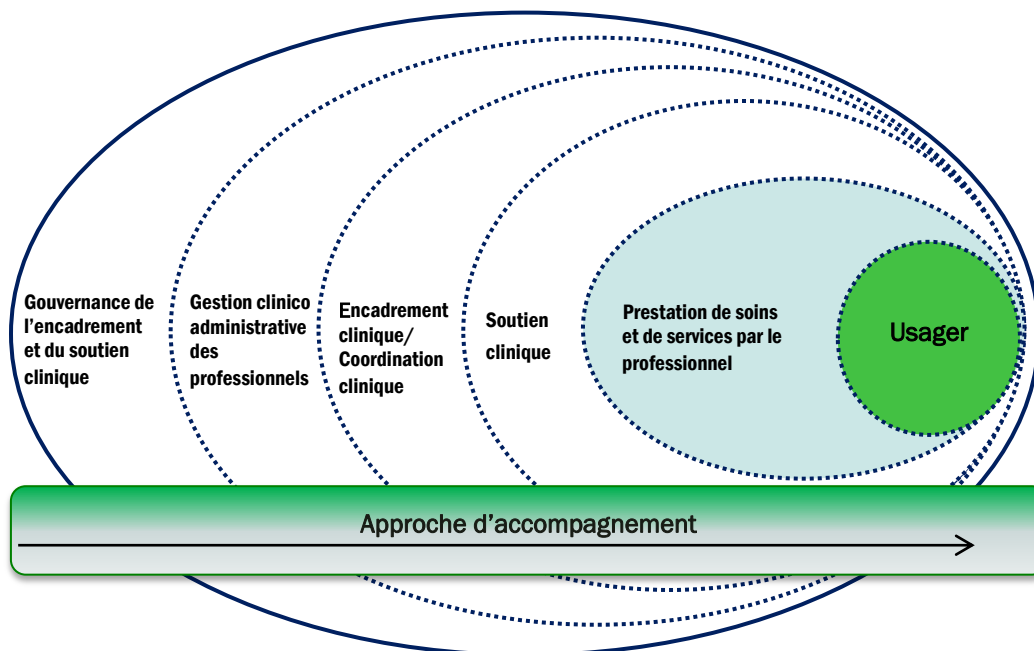 Gouvernance de
l'encadrement
et du soutien
clinique
Gestion clinico
administrative
des
professionnels
Encadrement
clinique/
Coordination
clinique
Soutien
clinique
Prestation de soins
et de services par le
professionnel
Usager
Approche d'accompagnement